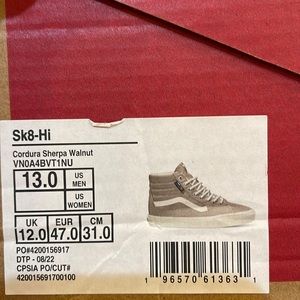 Sk8-Hi
Cordura Sherpa Walnut
VN0A4BVT1NU
13.0 US MEN
US WOMEN
UK EUR CM
12.0 47.0 31.0
PO#4200156917
DTP - 08/22
CPSIA PO/CUT#
420015691700100
1 96570 61363 1